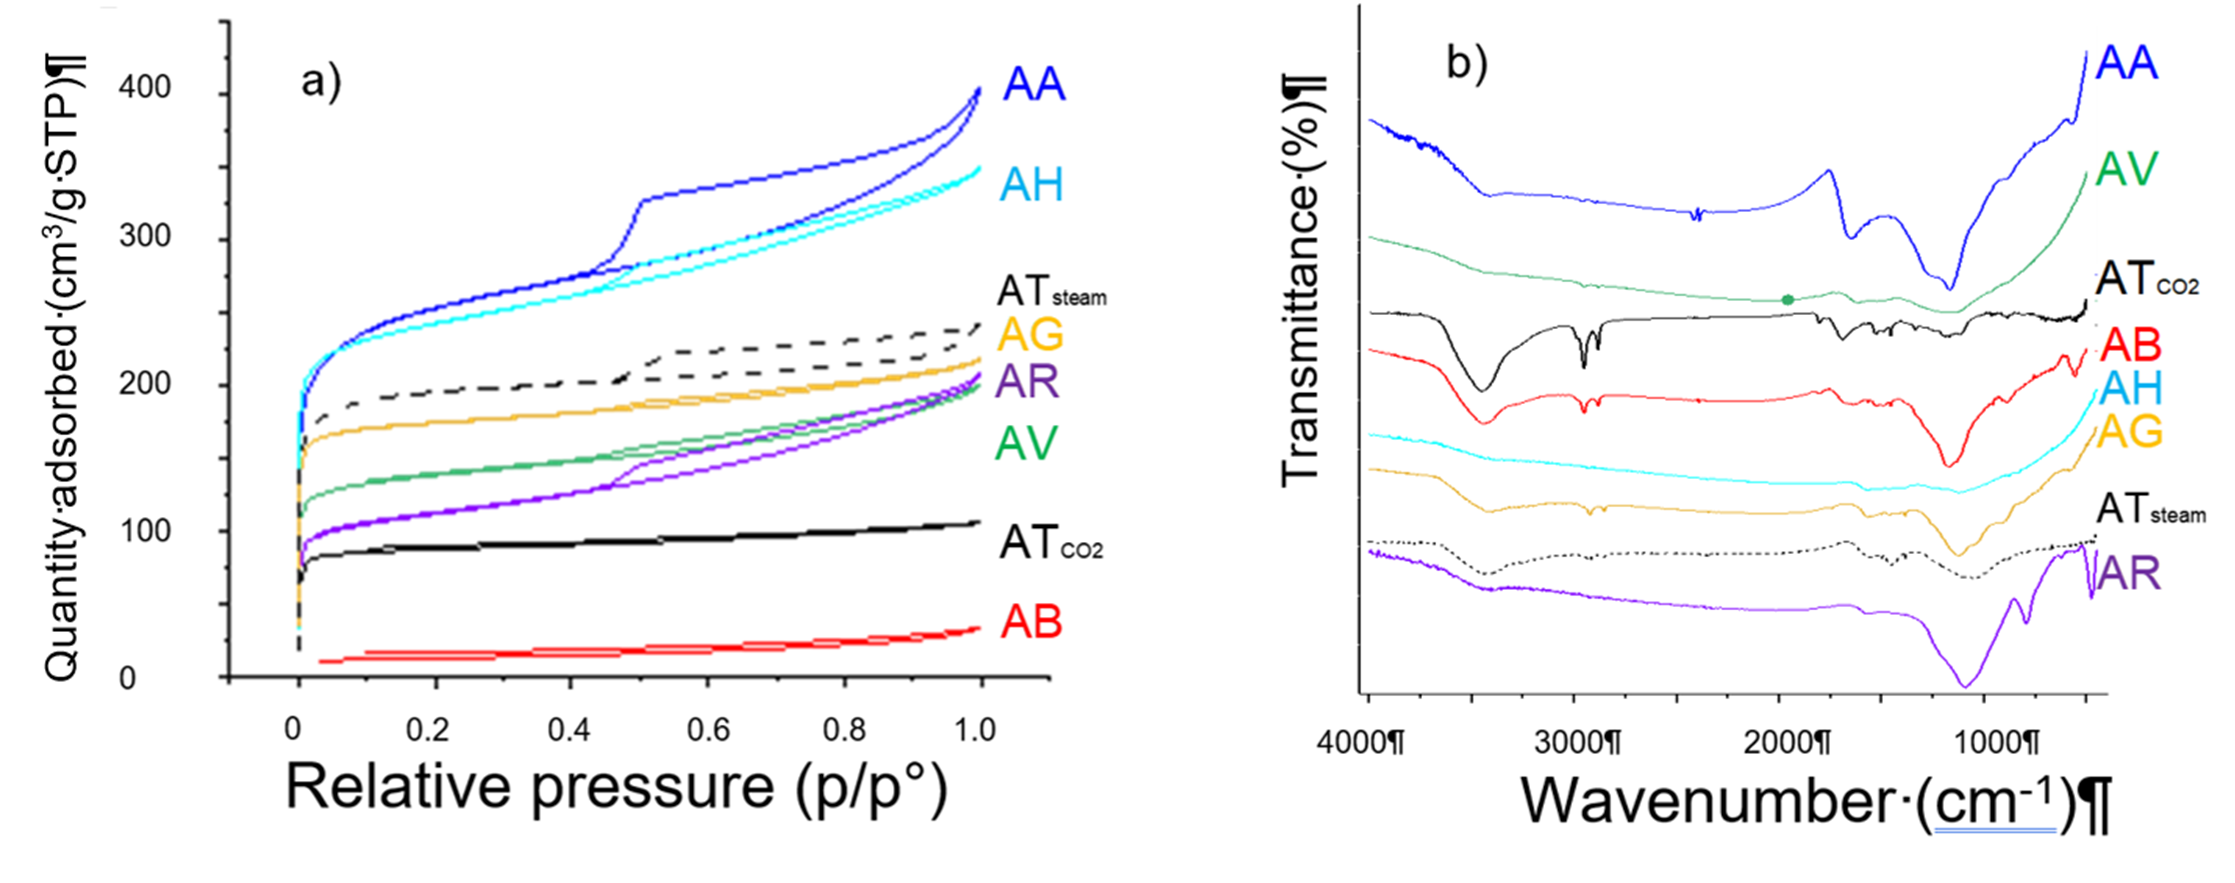 a)
Quantity·adsorbed·(cm³/g·STP)¶
400
300
200
100
0
0 0.2 0.4 0.6 0.8 1.0
Relative pressure (p/p°)
AA
AH
ATsteam
AG
AR
AV
ATCO2
AB
b)
Transmittance·(%)¶
4000¶ 3000¶ 2000¶ 1000¶
Wavenumber·(cm-1)¶
AA
AV
ATCO2
AB
AH
AG
ATsteam
AR